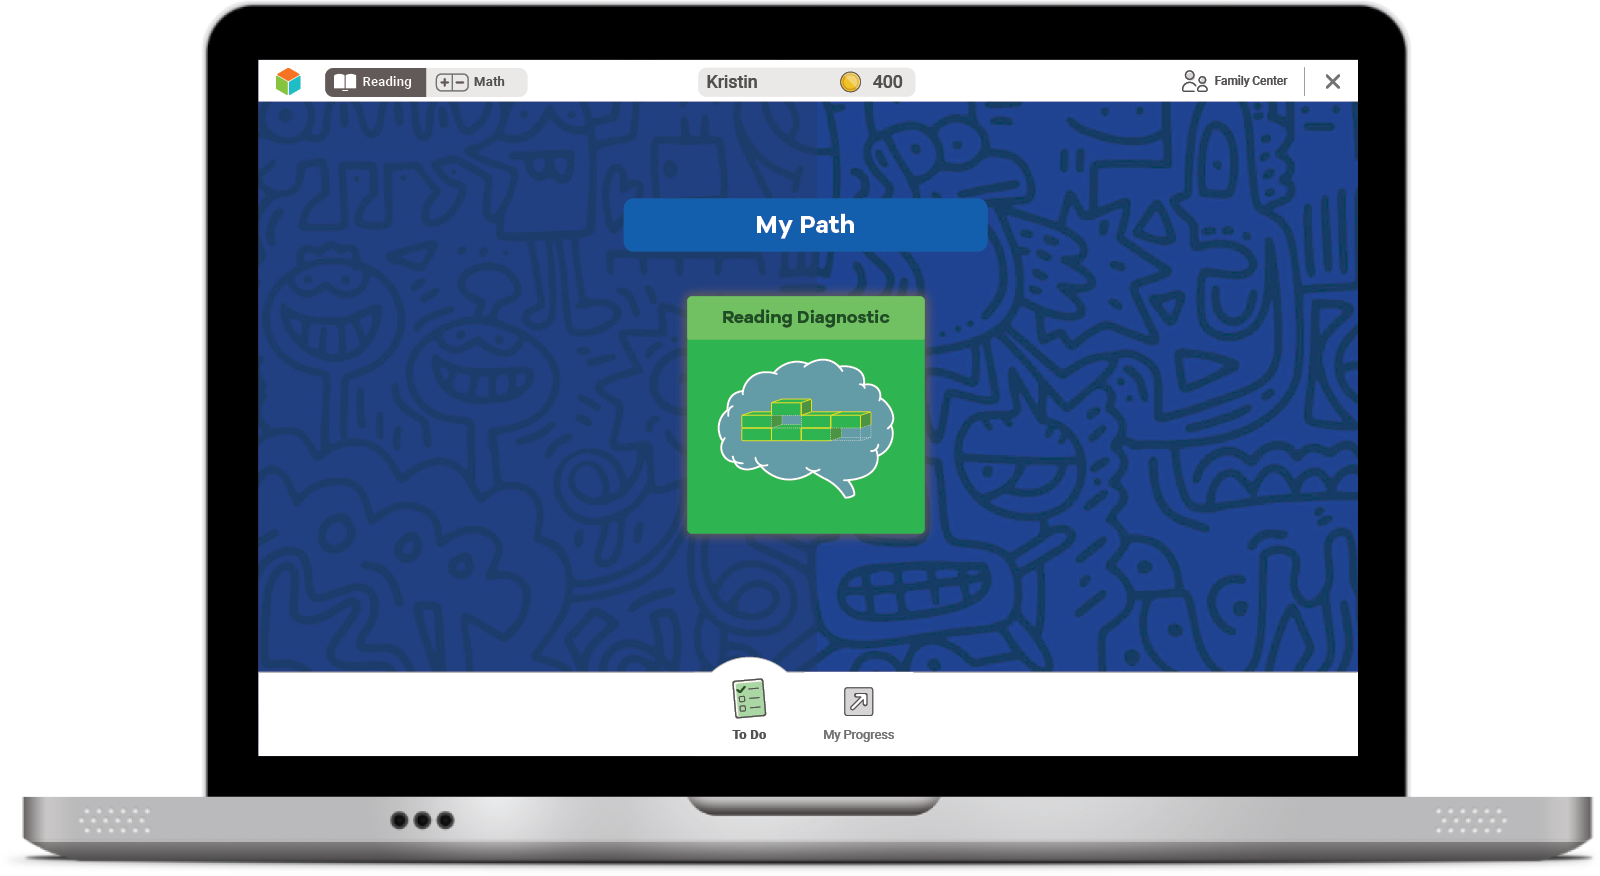 Reading
Math
Kristin
400
Family Center
My Path
Reading Diagnostic
To Do
My Progress